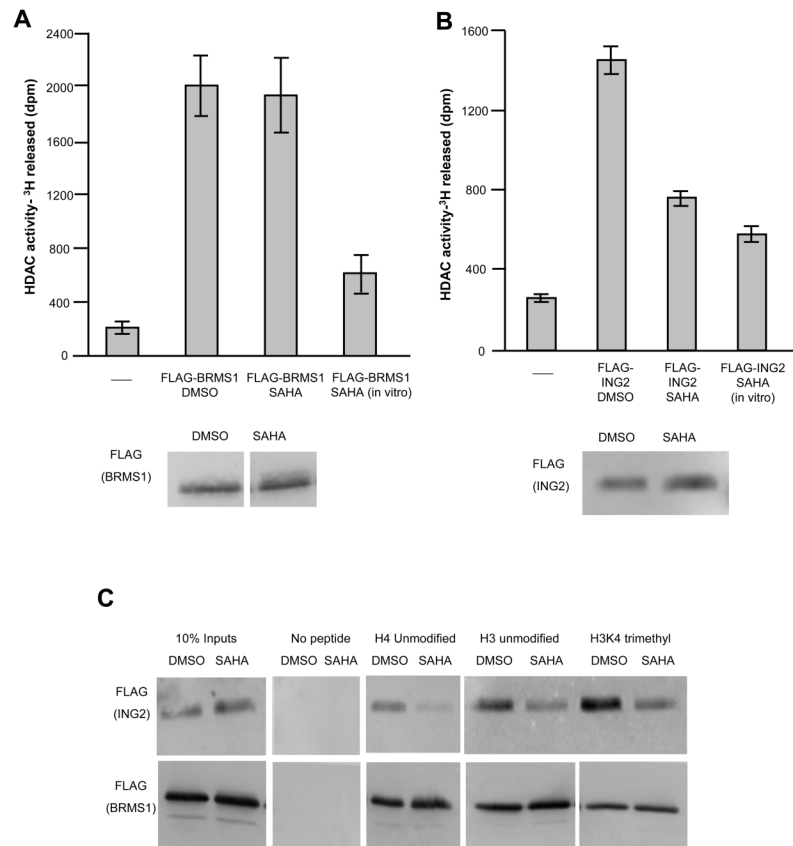 A
HDAC activity- ³H released (dpm)
2400
2000
1600
1200
800
400
0
—
FLAG-BRMS1
DMSO
FLAG-BRMS1
SAHA
FLAG-BRMS1
SAHA (in vitro)
FLAG
(BRMS1)
DMSO
SAHA
B
HDAC activity-³H released (dpm)
1600
1200
800
400
0
—
FLAG-
ING2
DMSO
FLAG-
ING2
SAHA
FLAG-ING2
SAHA
(in vitro)
FLAG
(ING2)
DMSO
SAHA
C
10% Inputs
No peptide
H4 Unmodified
H3 unmodified
H3K4 trimethyl
DMSO SAHA
DMSO SAHA
DMSO SAHA
DMSO SAHA
DMSO SAHA
FLAG
(ING2)
FLAG
(BRMS1)